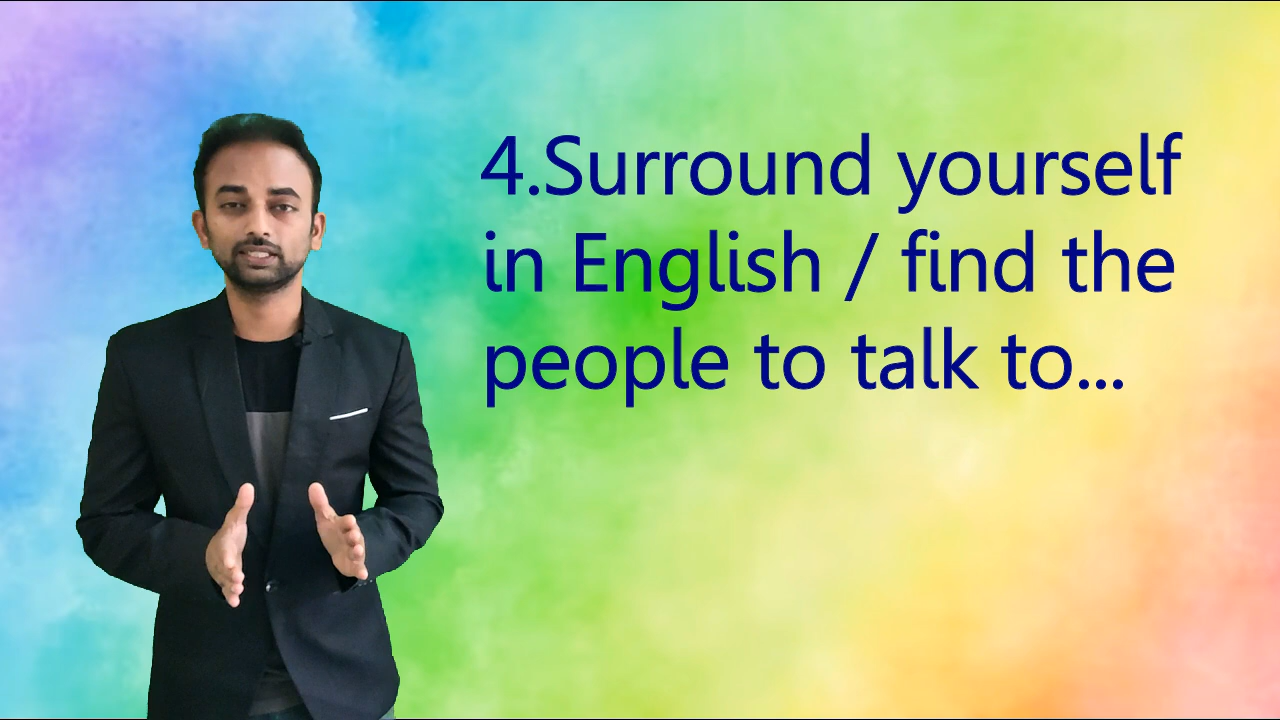 4.Surround yourself
in English / find the
people to talk to...